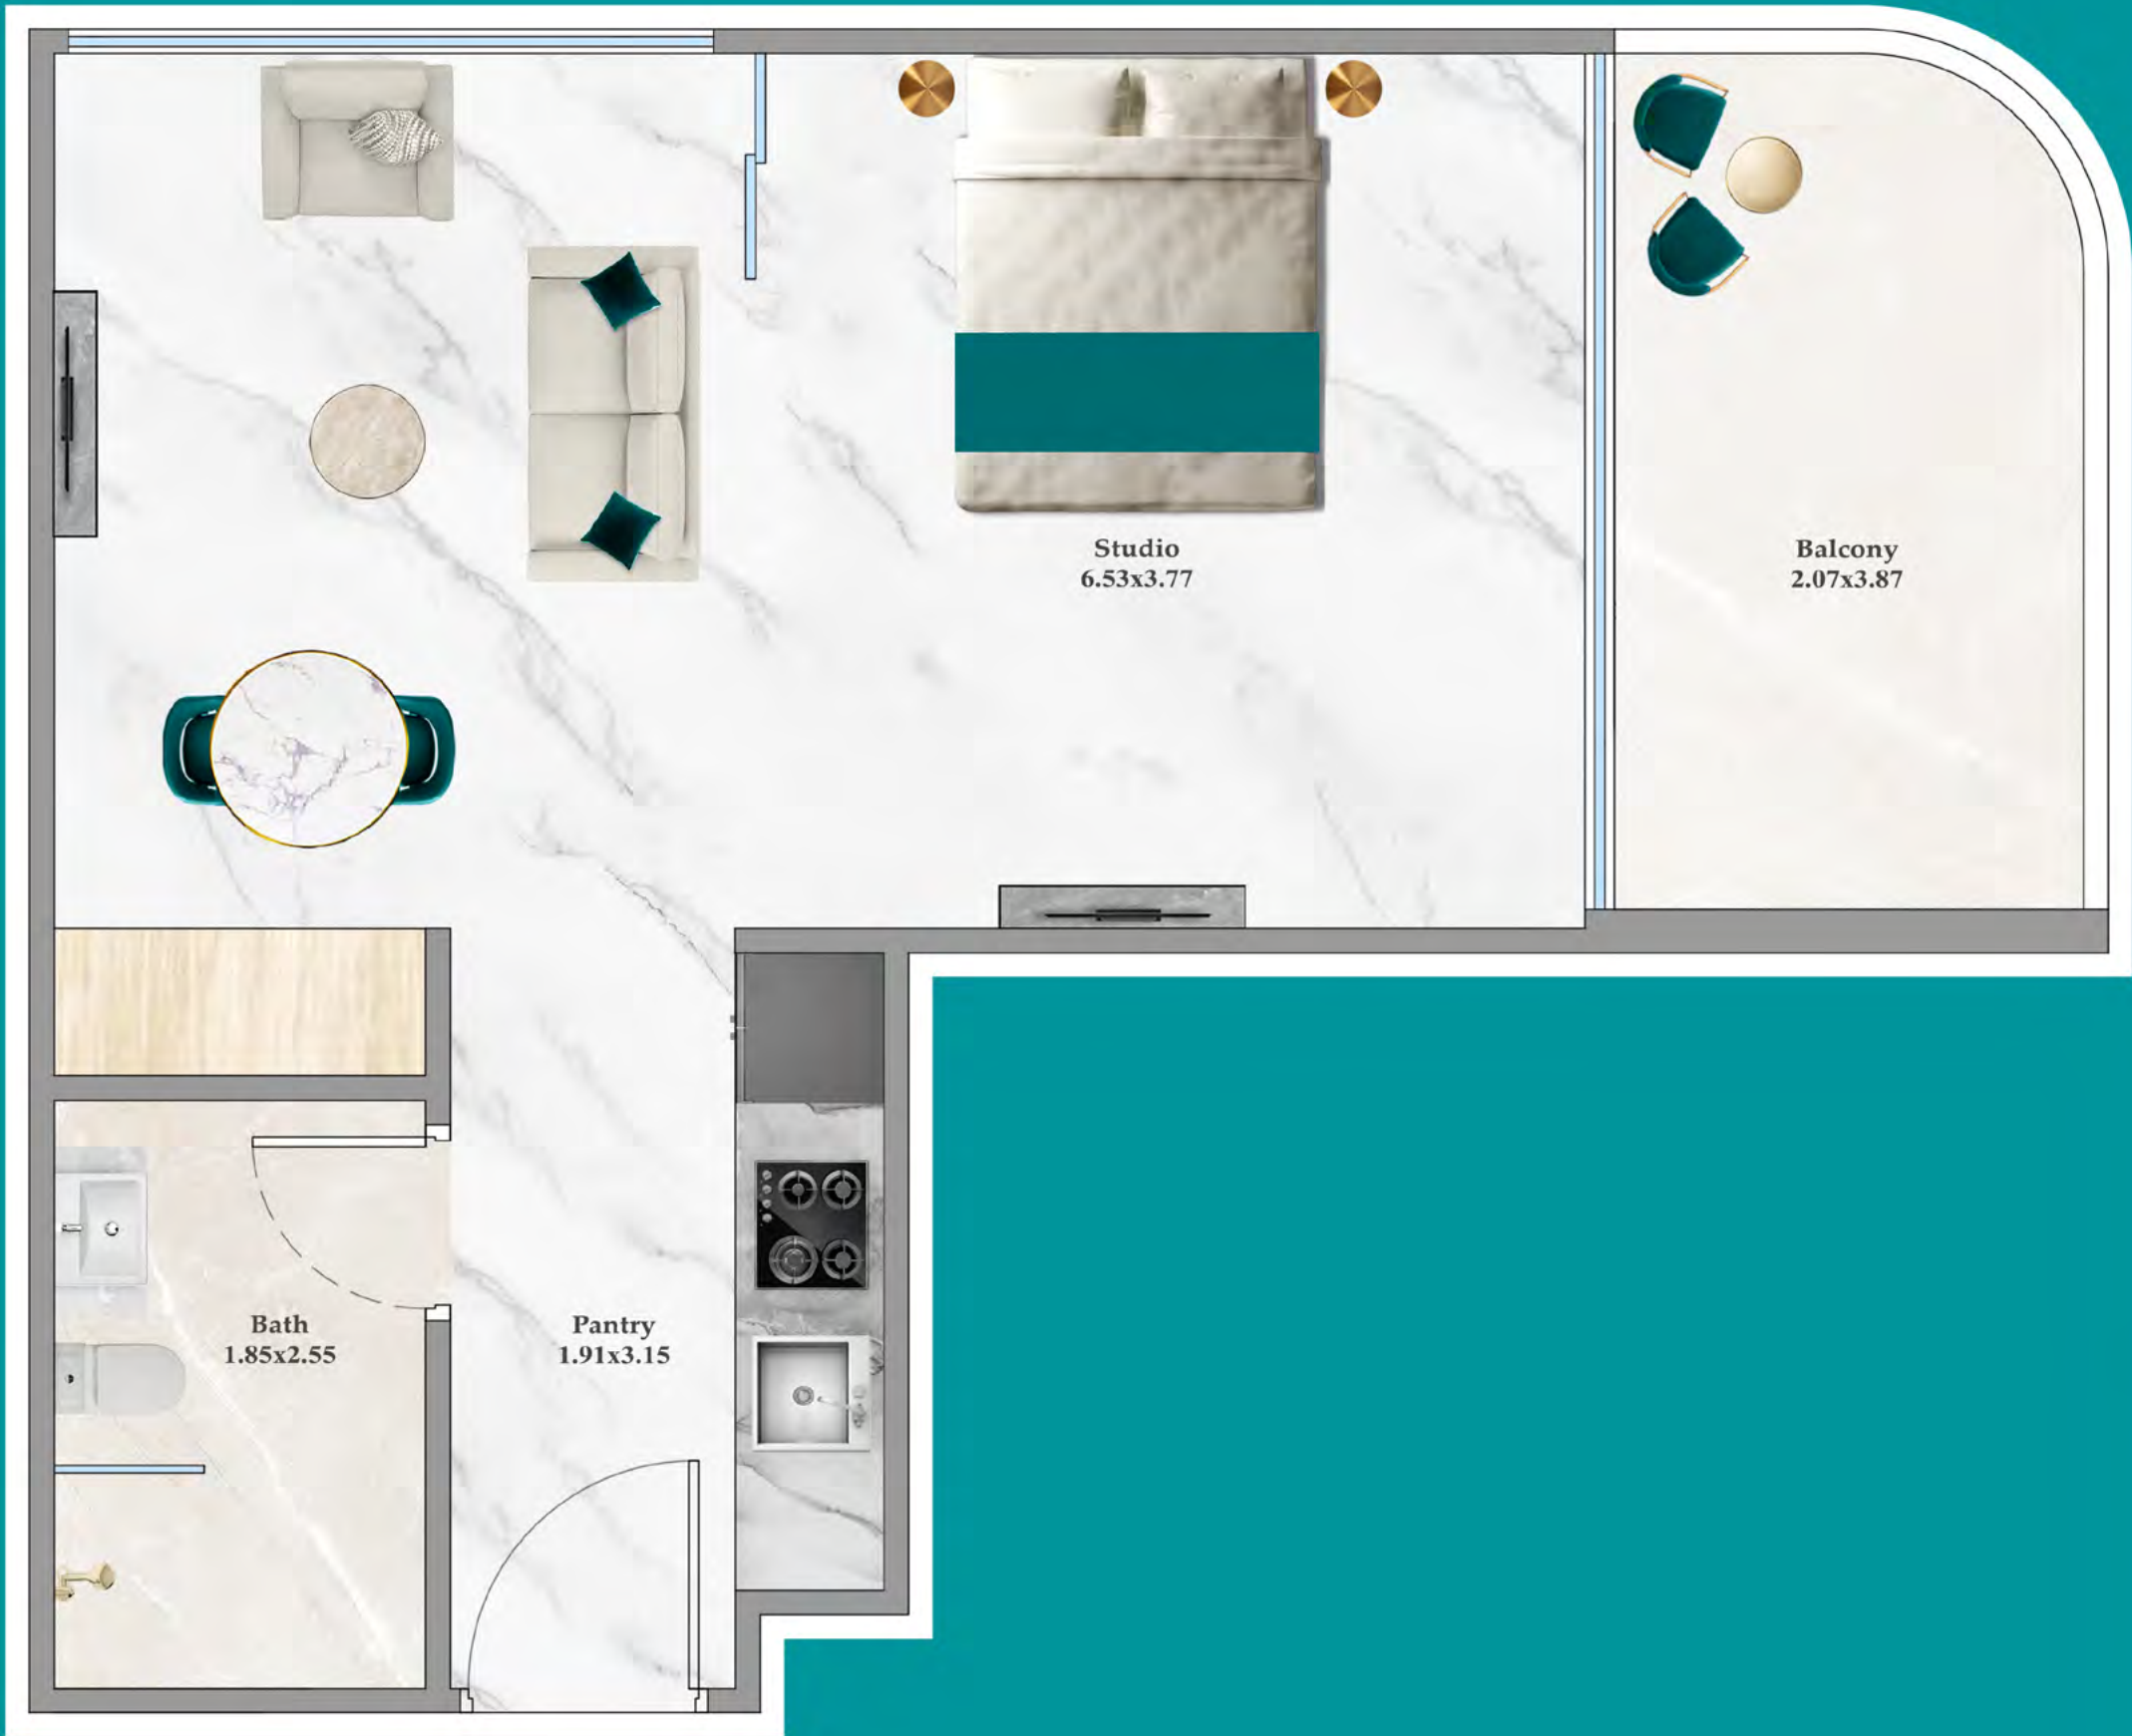 Studio
6.53x3.77
Balcony
2.07x3.87
Bath
1.85x2.55
Pantry
1.91x3.15